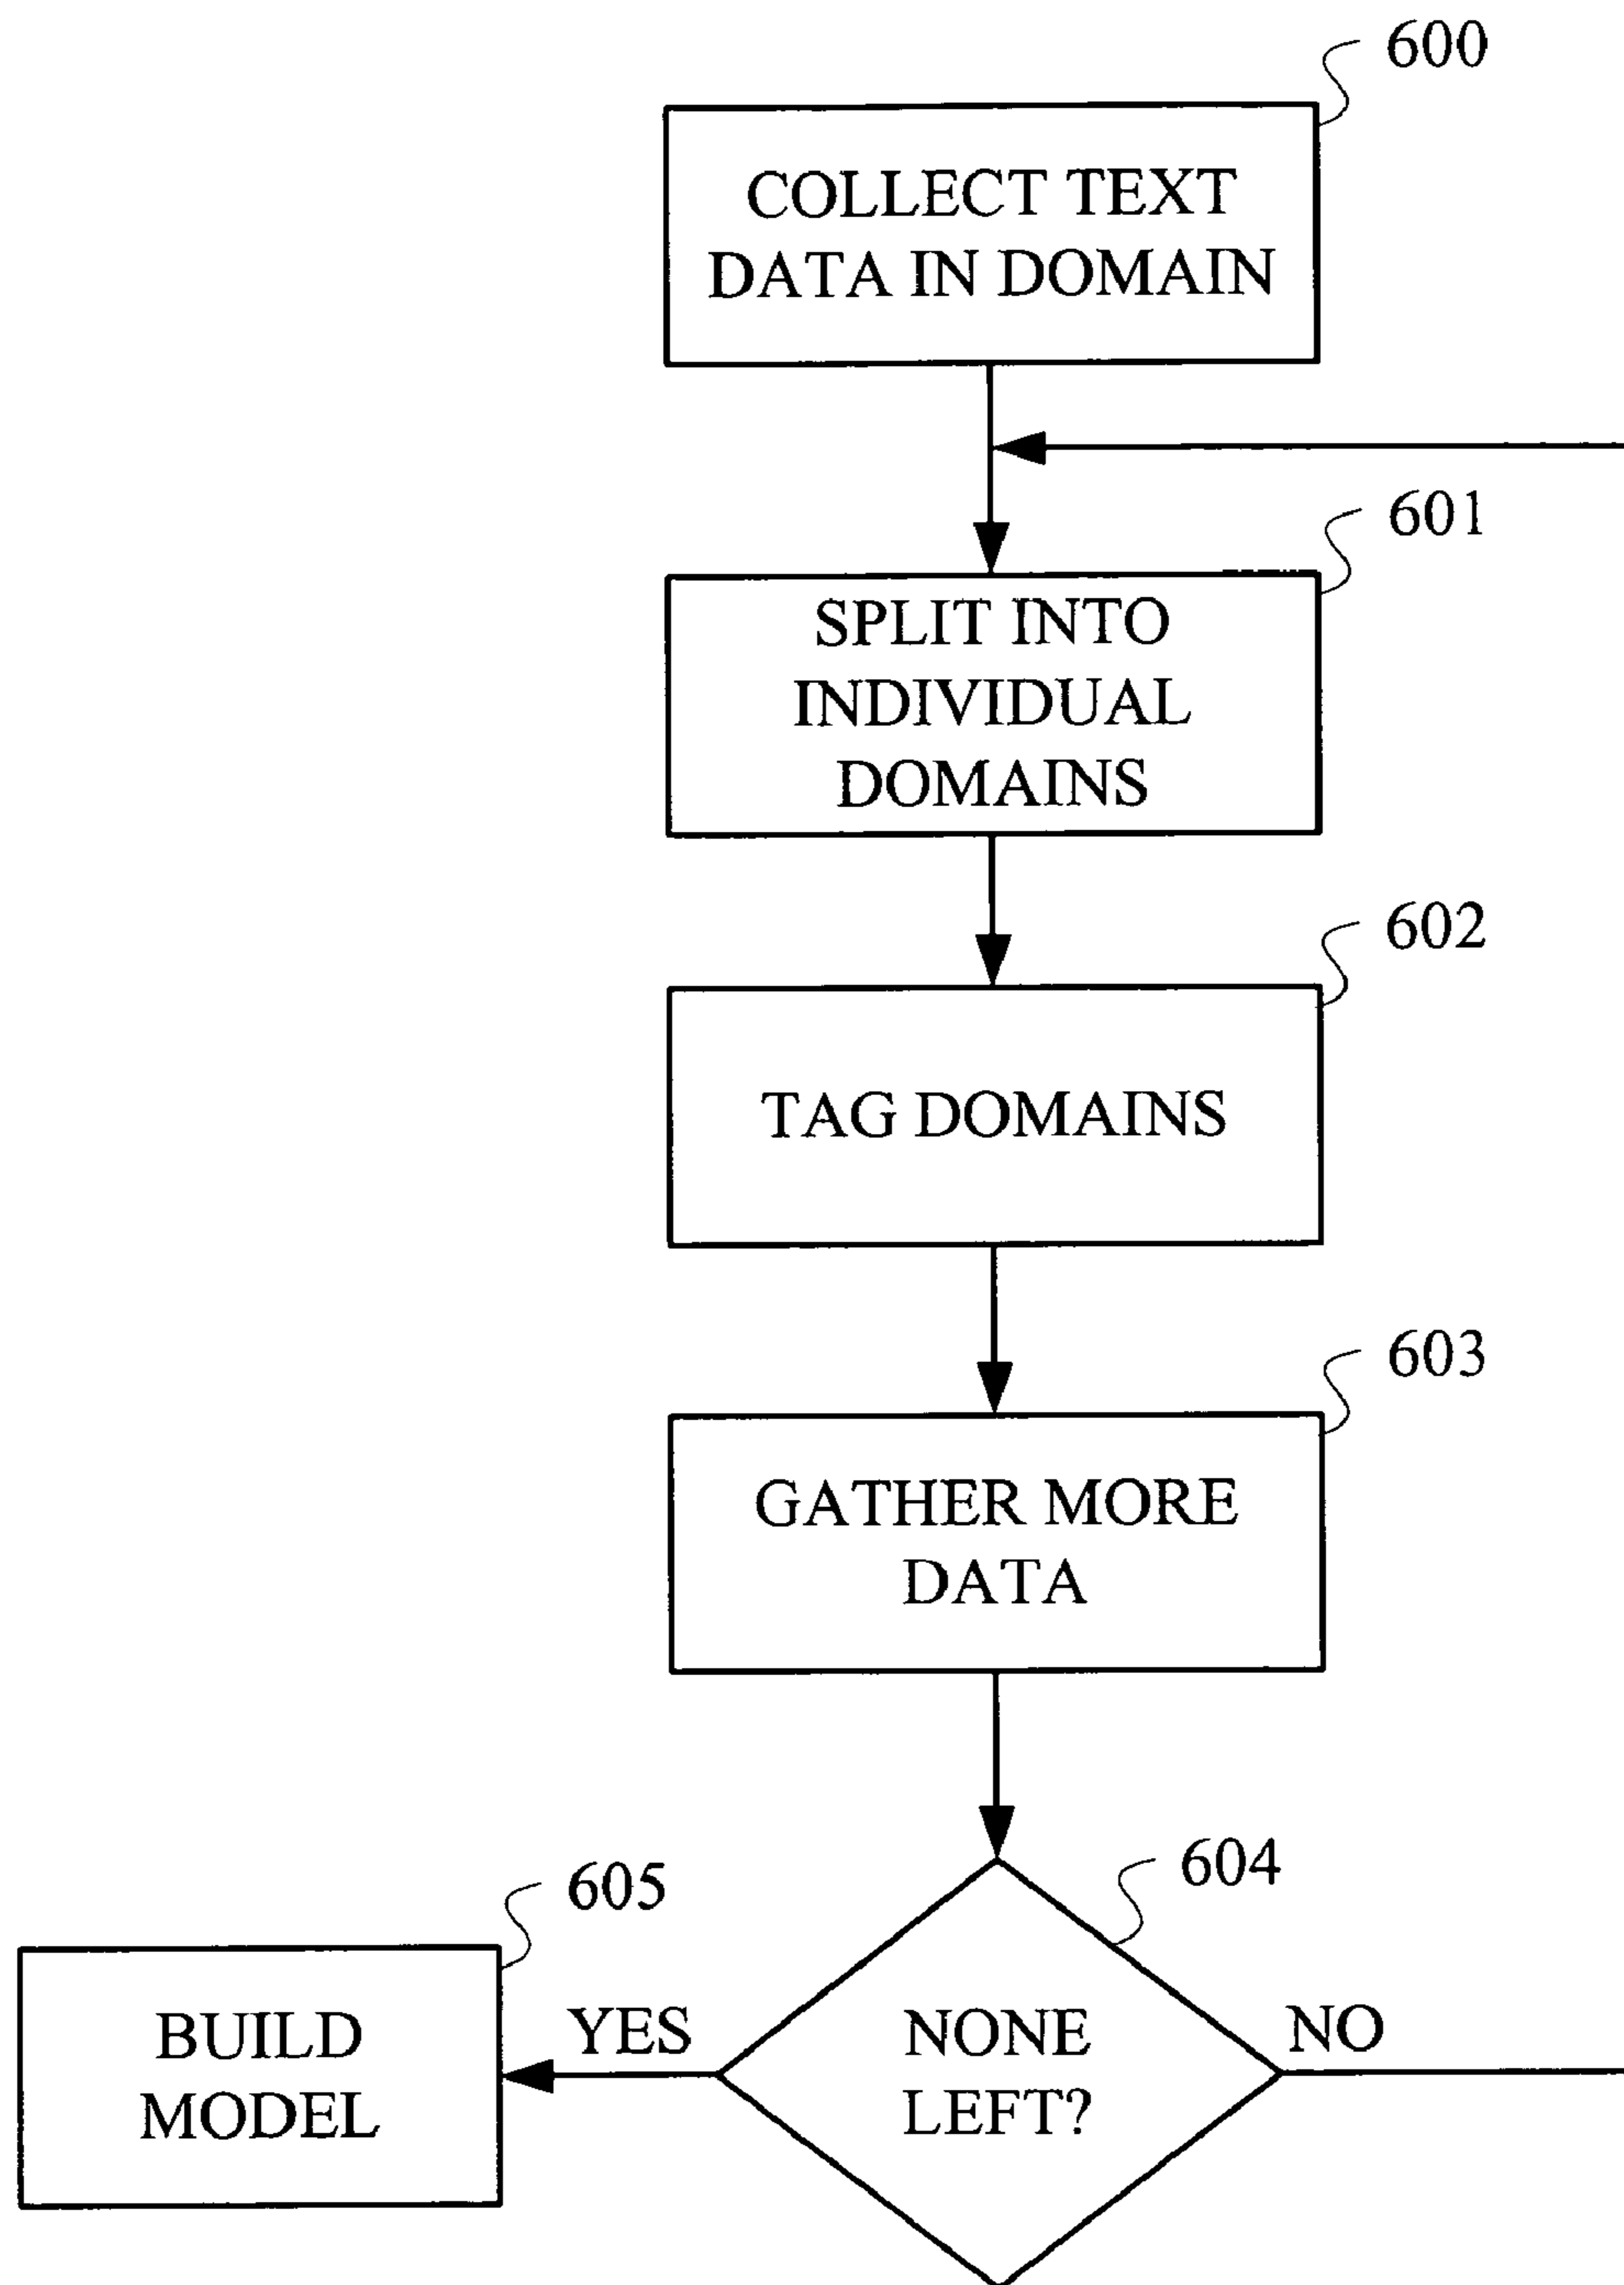 600
COLLECT TEXT
DATA IN DOMAIN
601
SPLIT INTO
INDIVIDUAL
DOMAINS
602
TAG DOMAINS
603
GATHER MORE
DATA
604
NONE
LEFT?
YES
NO
605
BUILD
MODEL